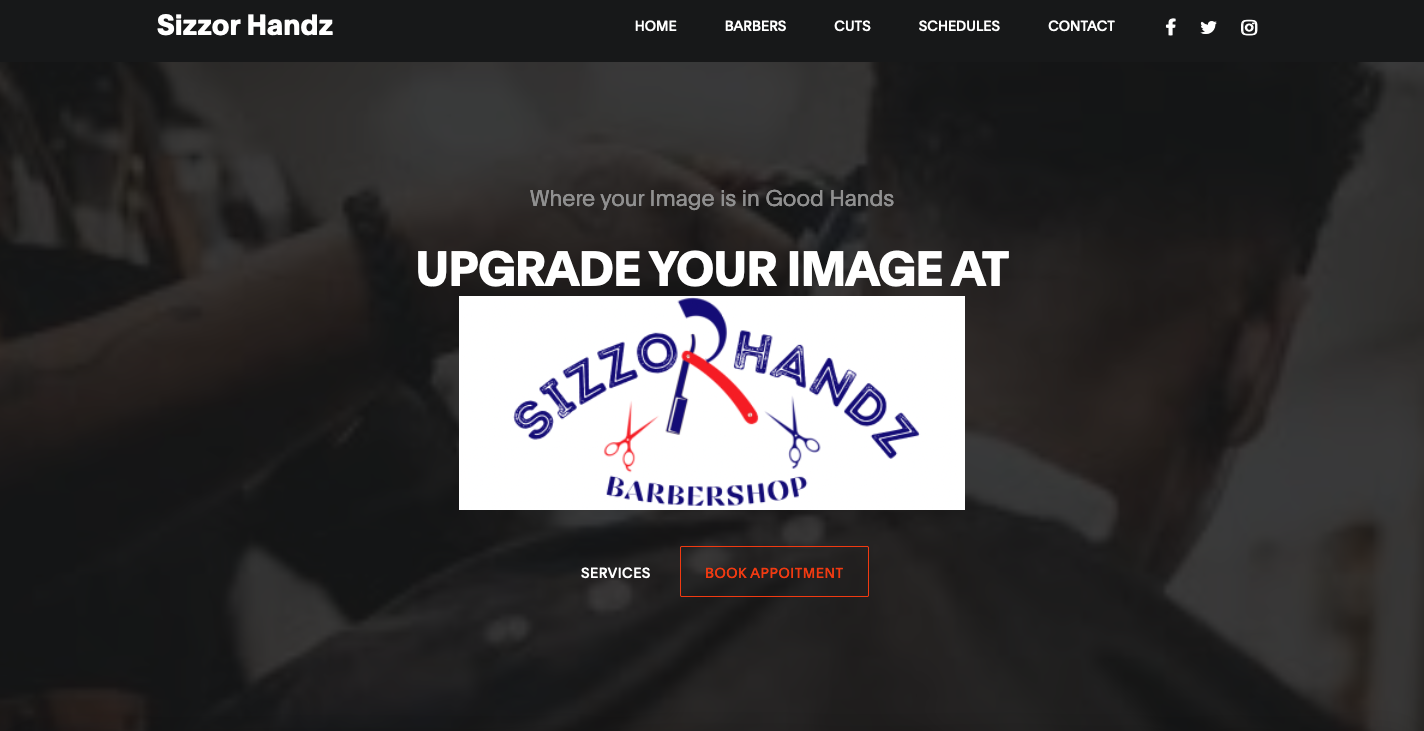 Sizzor Handz
HOME BARBERS CUTS SCHEDULES CONTACT
Where your Image is in Good Hands
UPGRADE YOUR IMAGE AT
SIZZOR HANDZ
BARBERSHOP
SERVICES BOOK APPOITMENT